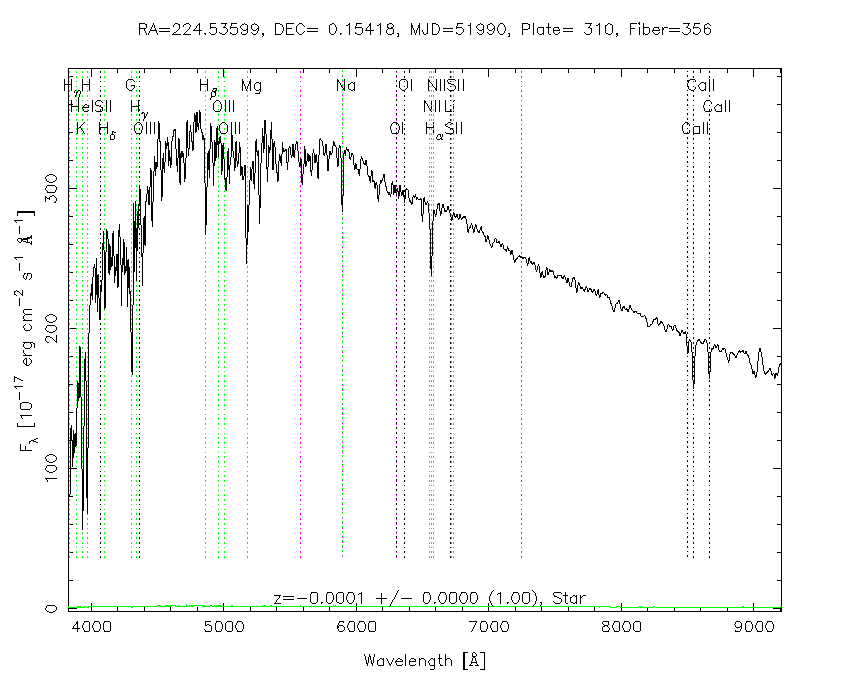 RA=224.53599, DEC= 0.15418, MJD=51990, Plate= 310, Fiber=356
Hη H G Hβ Mg Na OI NII SII CaII
HeI SII Hγ OIII NII Li CaII
K Hδ OIII OIII OI Hα SII CaII
300
200
100
0
Fλ [10⁻¹⁷ erg cm⁻² s⁻¹ Å⁻¹]
z=−0.0001 +/− 0.0000 (1.00), Star
4000 5000 6000 7000 8000 9000
Wavelength [Å]